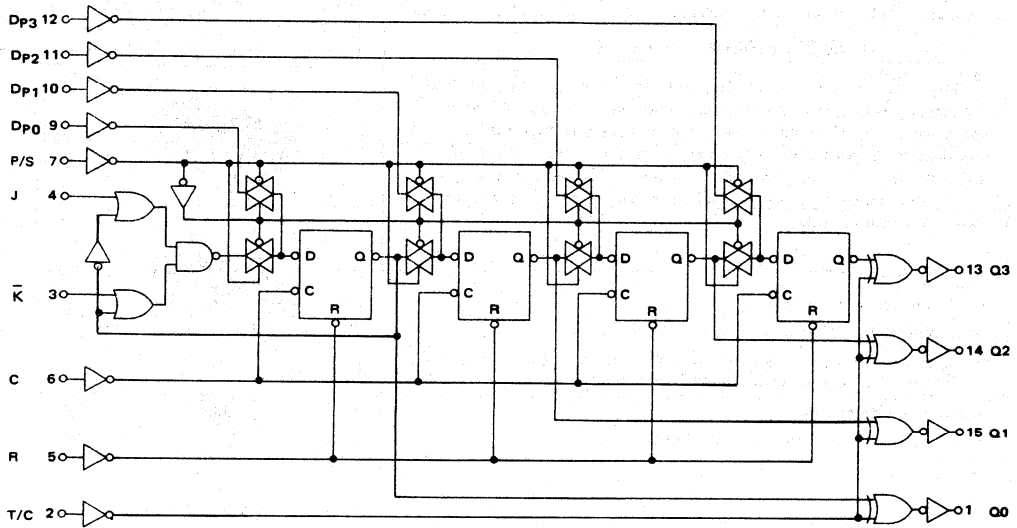 DP3 12
DP2 11
DP1 10
DP0 9
P/S 7
J 4
D Q
D Q
D Q
D Q
13 Q3
C
C
C
C
K̅ 3
R
R
R
R
14 Q2
C 6
15 Q1
R 5
T/C 2
1 Q0